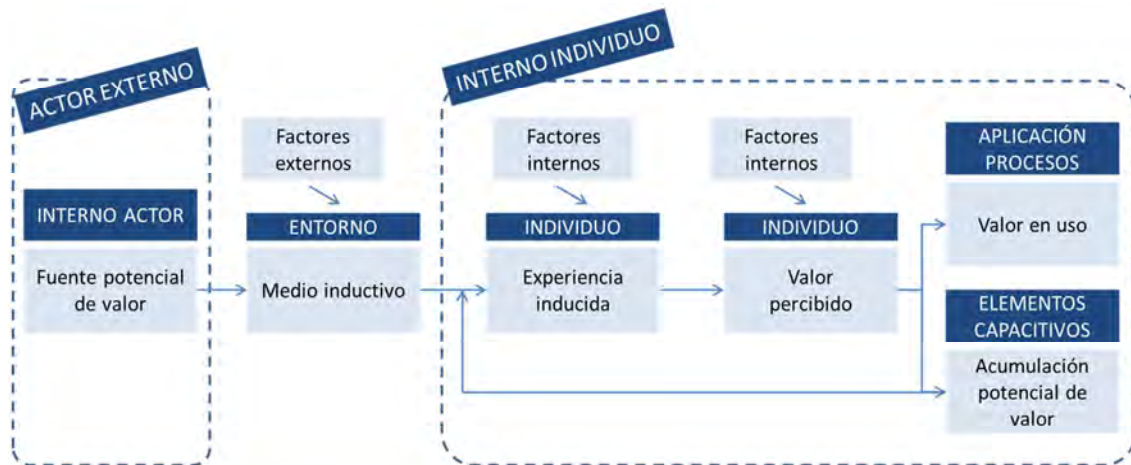 ACTOR EXTERNO
INTERNO INDIVIDUO
Factores
externos
Factores
internos
Factores
internos
APLICACIÓN
PROCESOS
INTERNO ACTOR
ENTORNO
INDIVIDUO
INDIVIDUO
Valor en uso
Fuente potencial
de valor
Medio inductivo
Experiencia
inducida
Valor
percibido
ELEMENTOS
CAPACITIVOS
Acumulación
potencial de
valor